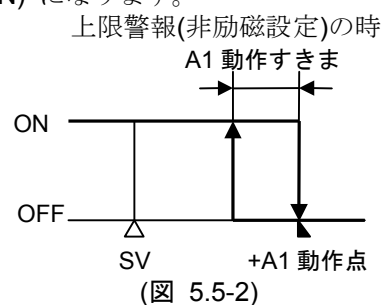 N) になります。
上限警報(非励磁設定)の時
A1 動作すきま
ON
OFF
SV
+A1 動作点
(図 5.5-2)